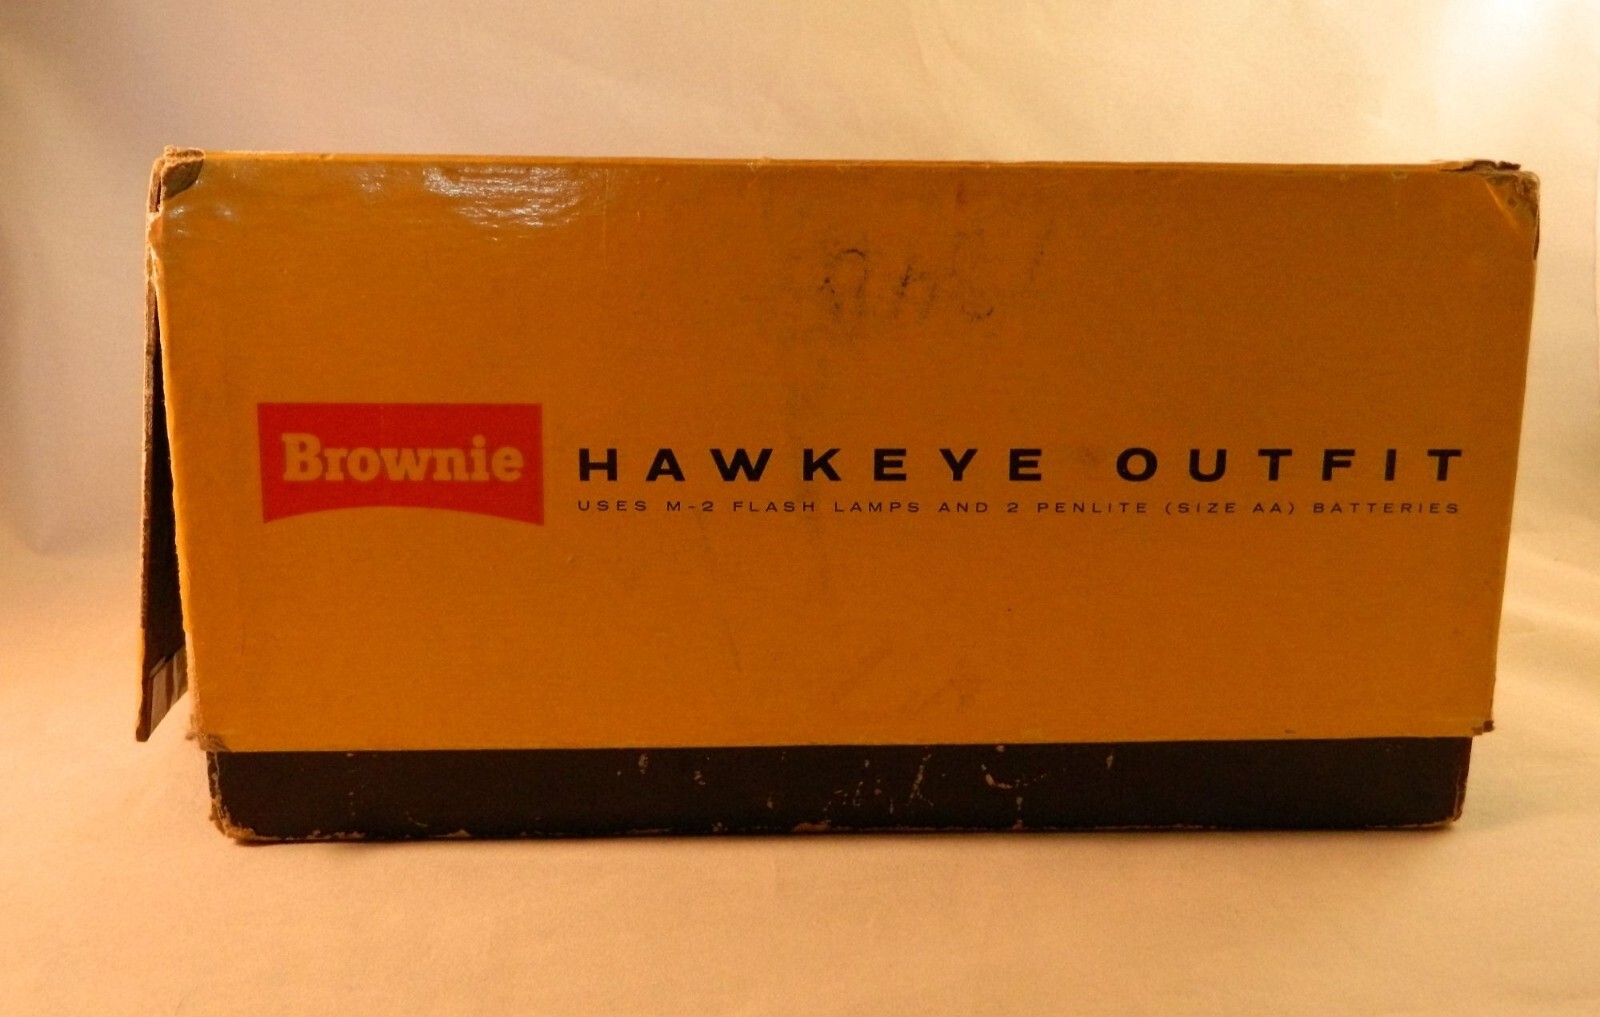 Brownie
HAWKEYE OUTFIT
USES M-2 FLASH LAMPS AND 2 PENLITE (SIZE AA) BATTERIES